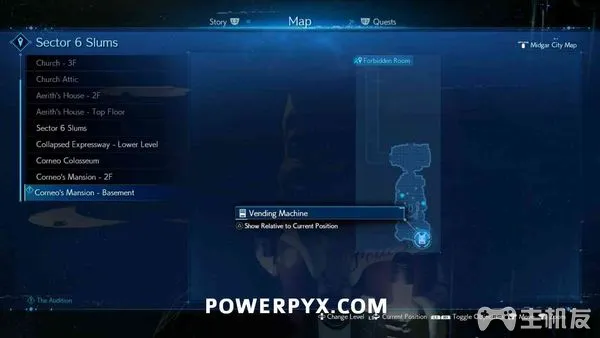 Story
Map
Quests
Sector 6 Slums
Midgar City Map
Church - 3F
Church Attic
Aerith's House - 2F
Aerith's House - Top Floor
Sector 6 Slums
Collapsed Expressway - Lower Level
Corneo Colosseum
Corneo's Mansion - 2F
Corneo's Mansion - Basement
Forbidden Room
Vending Machine
Show Relative to Current Position
The Audition
POWERPYX.COM
Change Level
Current Position
Move
Zoom
主机友